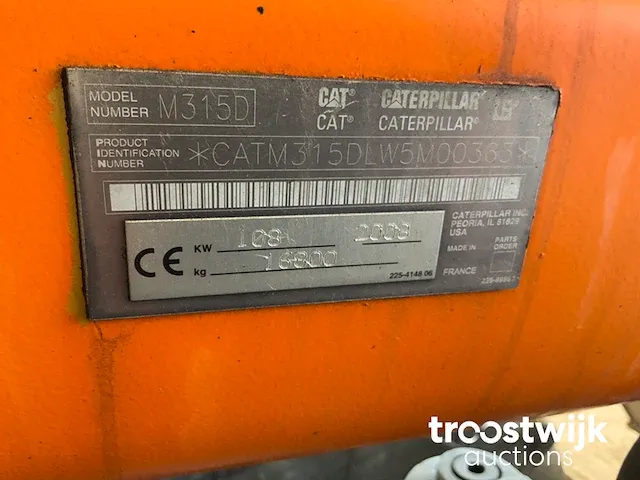 MODEL NUMBER M315D
CAT® CATERPILLAR®
CAT® CATERPILLAR®
PRODUCT IDENTIFICATION NUMBER *CATM315DLW5M00363*
CATERPILLAR INC.
PEORIA, IL 61629
USA
CE
KW 108 2008
kg 16800
225-4148 06
MADE IN
FRANCE
PARTS ORDER
troostwijk
auctions